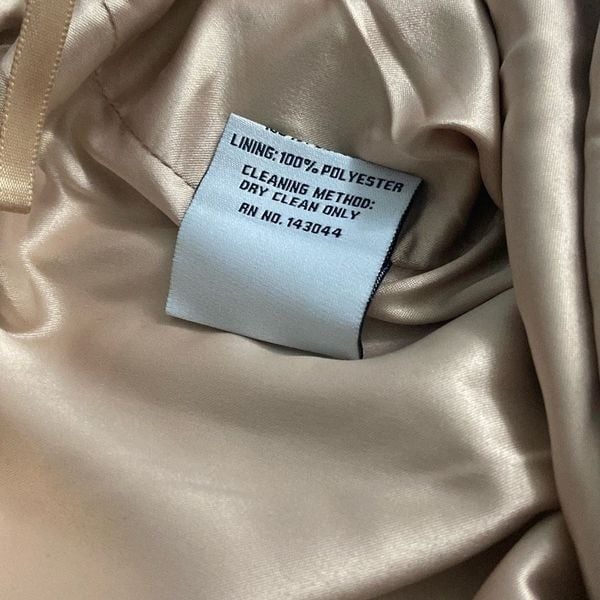 LINING: 100% POLYESTER
CLEANING METHOD:
DRY CLEAN ONLY
RN NO. 143044